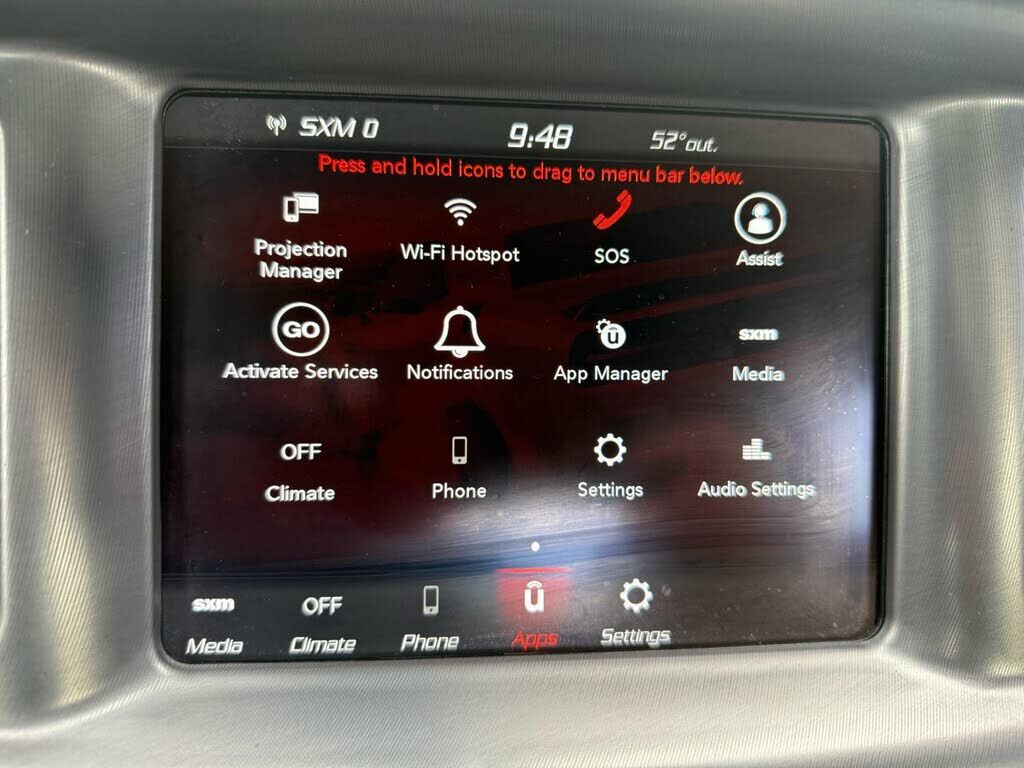 SXM 0 9:48 52° out.
Press and hold icons to drag to menu bar below.
Projection Manager
Wi-Fi Hotspot
SOS
Assist
GO
Activate Services
Notifications
u
App Manager
sxm
Media
OFF
Climate
Phone
Settings
Audio Settings
sxm
Media
OFF
Climate
Phone
u
Apps
Settings